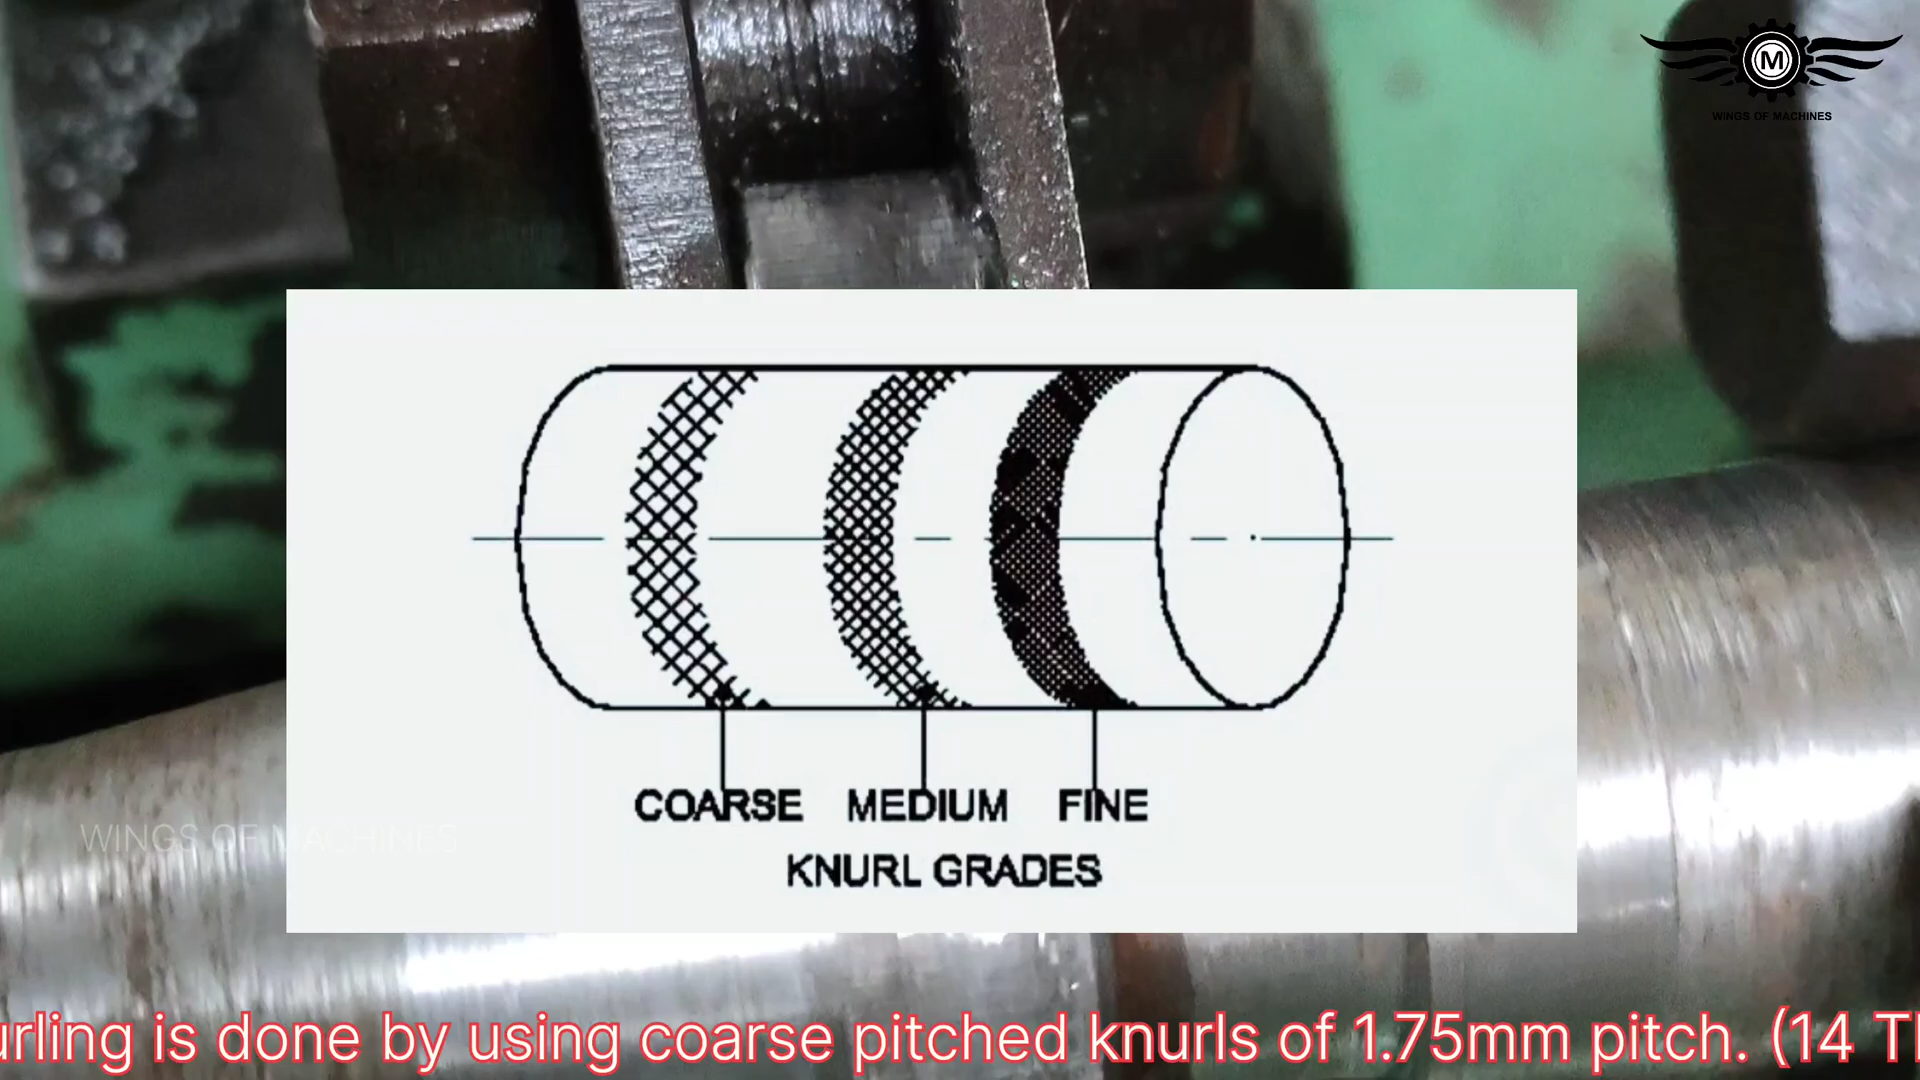 M
WINGS OF MACHINES
COARSE MEDIUM FINE
WINGS OF MACHINES
KNURL GRADES
is done by using coarse pitched knurls of 1.75mm pitch. (14